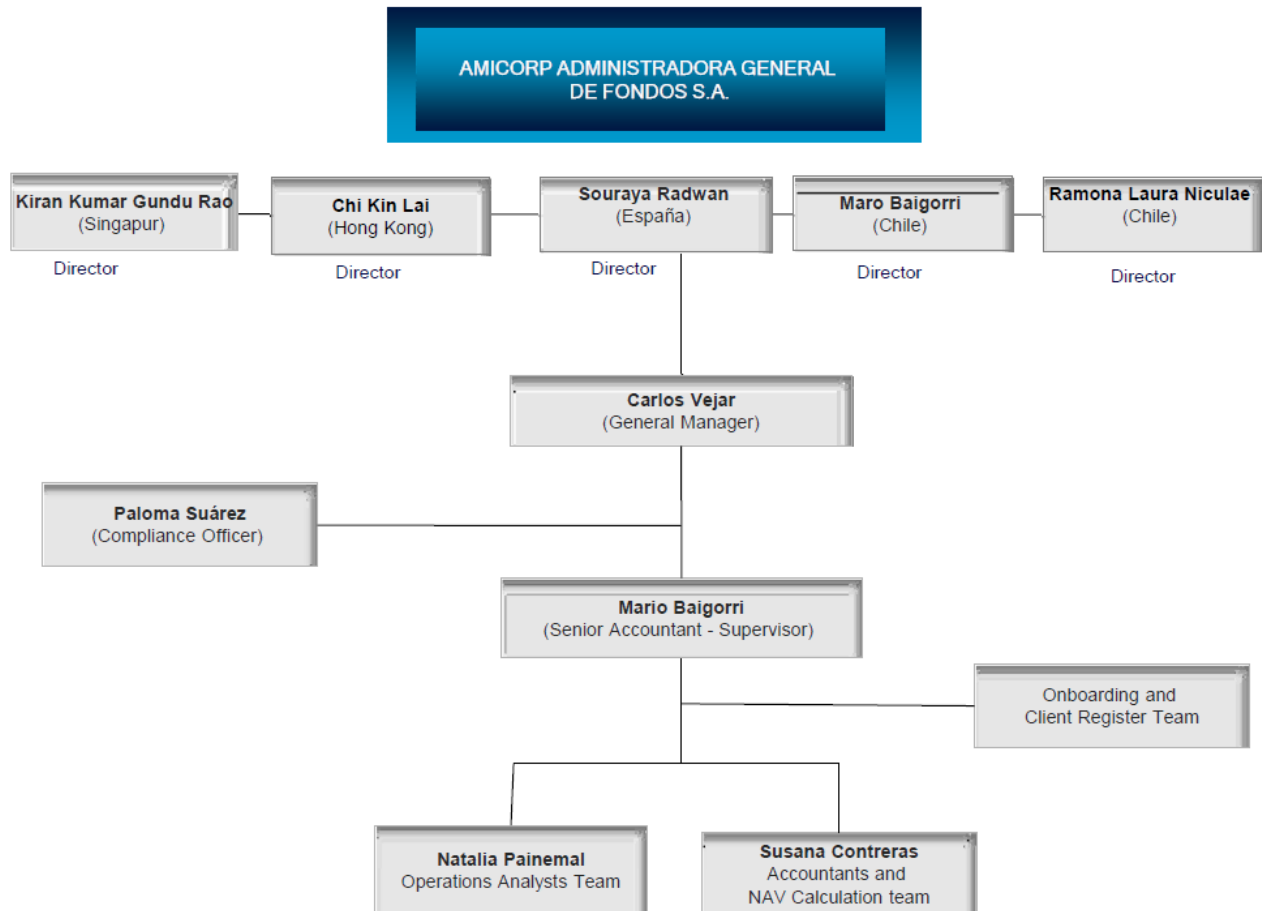 AMICORP ADMINISTRADORA GENERAL
DE FONDOS S.A.
Kiran Kumar Gundu Rao
(Singapur)
Director
Chi Kin Lai
(Hong Kong)
Director
Souraya Radwan
(España)
Director
Maro Baigorri
(Chile)
Director
Ramona Laura Niculae
(Chile)
Director
Carlos Vejar
(General Manager)
Paloma Suárez
(Compliance Officer)
Mario Baigorri
(Senior Accountant - Supervisor)
Onboarding and
Client Register Team
Natalia Painemal
Operations Analysts Team
Susana Contreras
Accountants and
NAV Calculation team